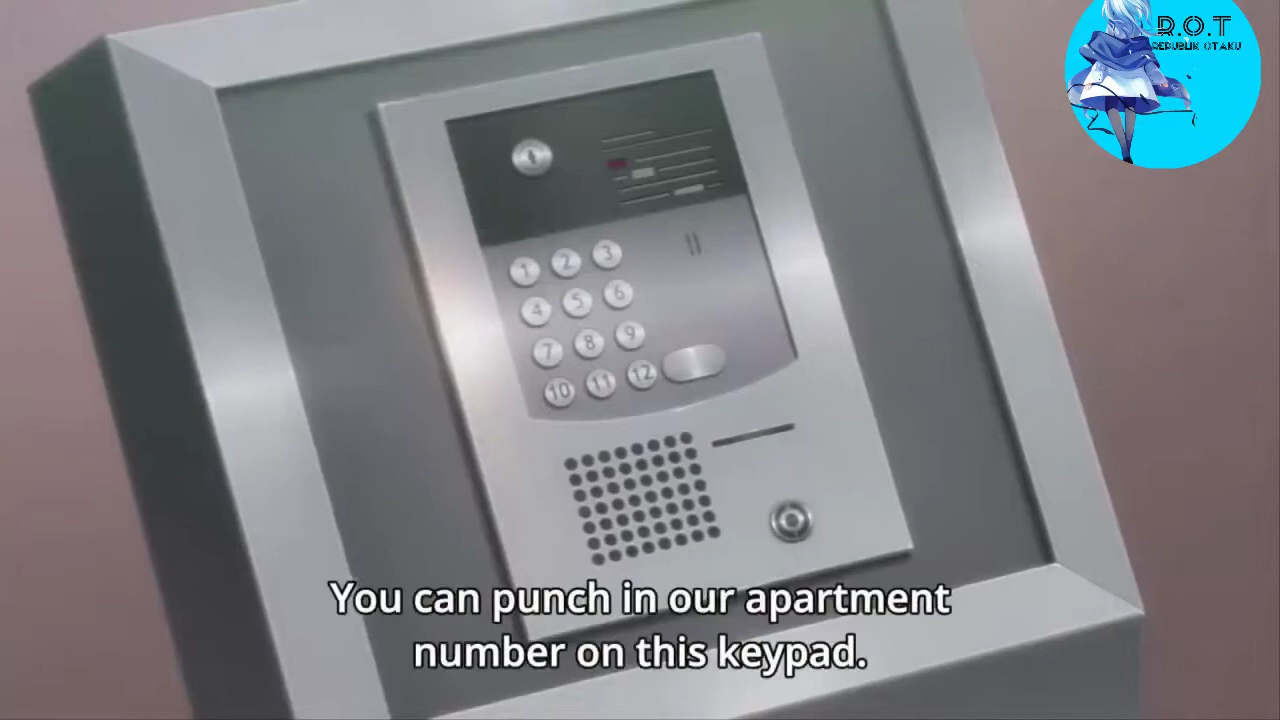 R.O.T
REPUBLIK OTAKU
1 2 3
4 5 6
7 8 9
10 11 12
You can punch in our apartment
number on this keypad.